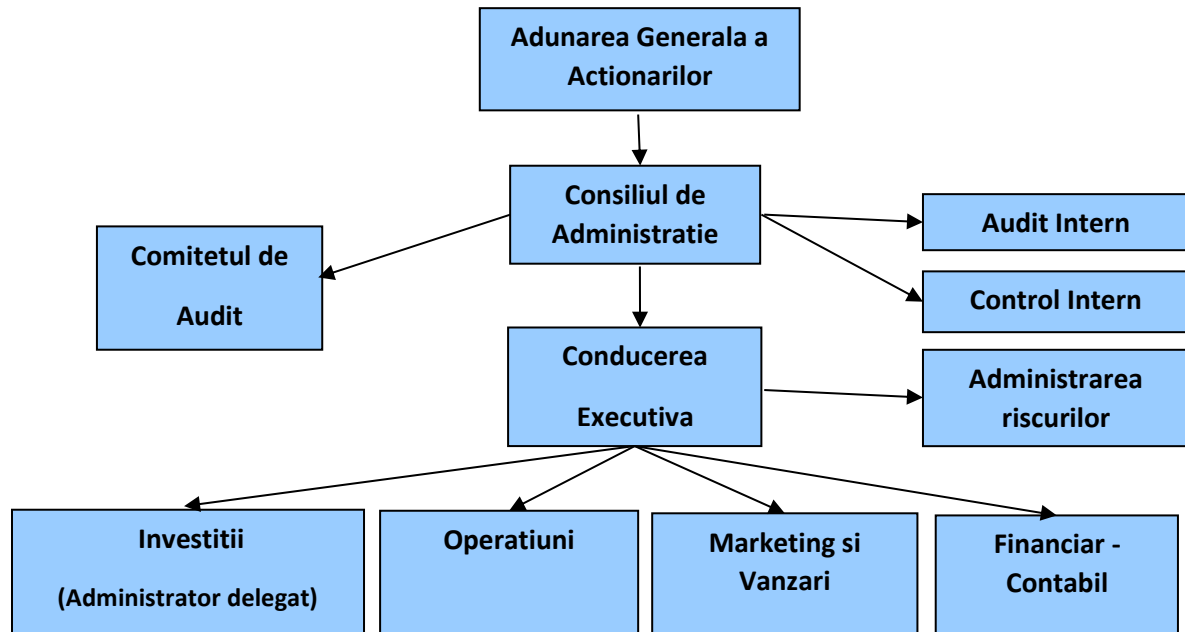 Adunarea Generala a
Actionarilor
Consiliul de
Administratie
Comitetul de
Audit
Audit Intern
Control Intern
Conducerea
Executiva
Administrarea
riscurilor
Investitii
(Administrator delegat)
Operatiuni
Marketing si
Vanzari
Financiar -
Contabil